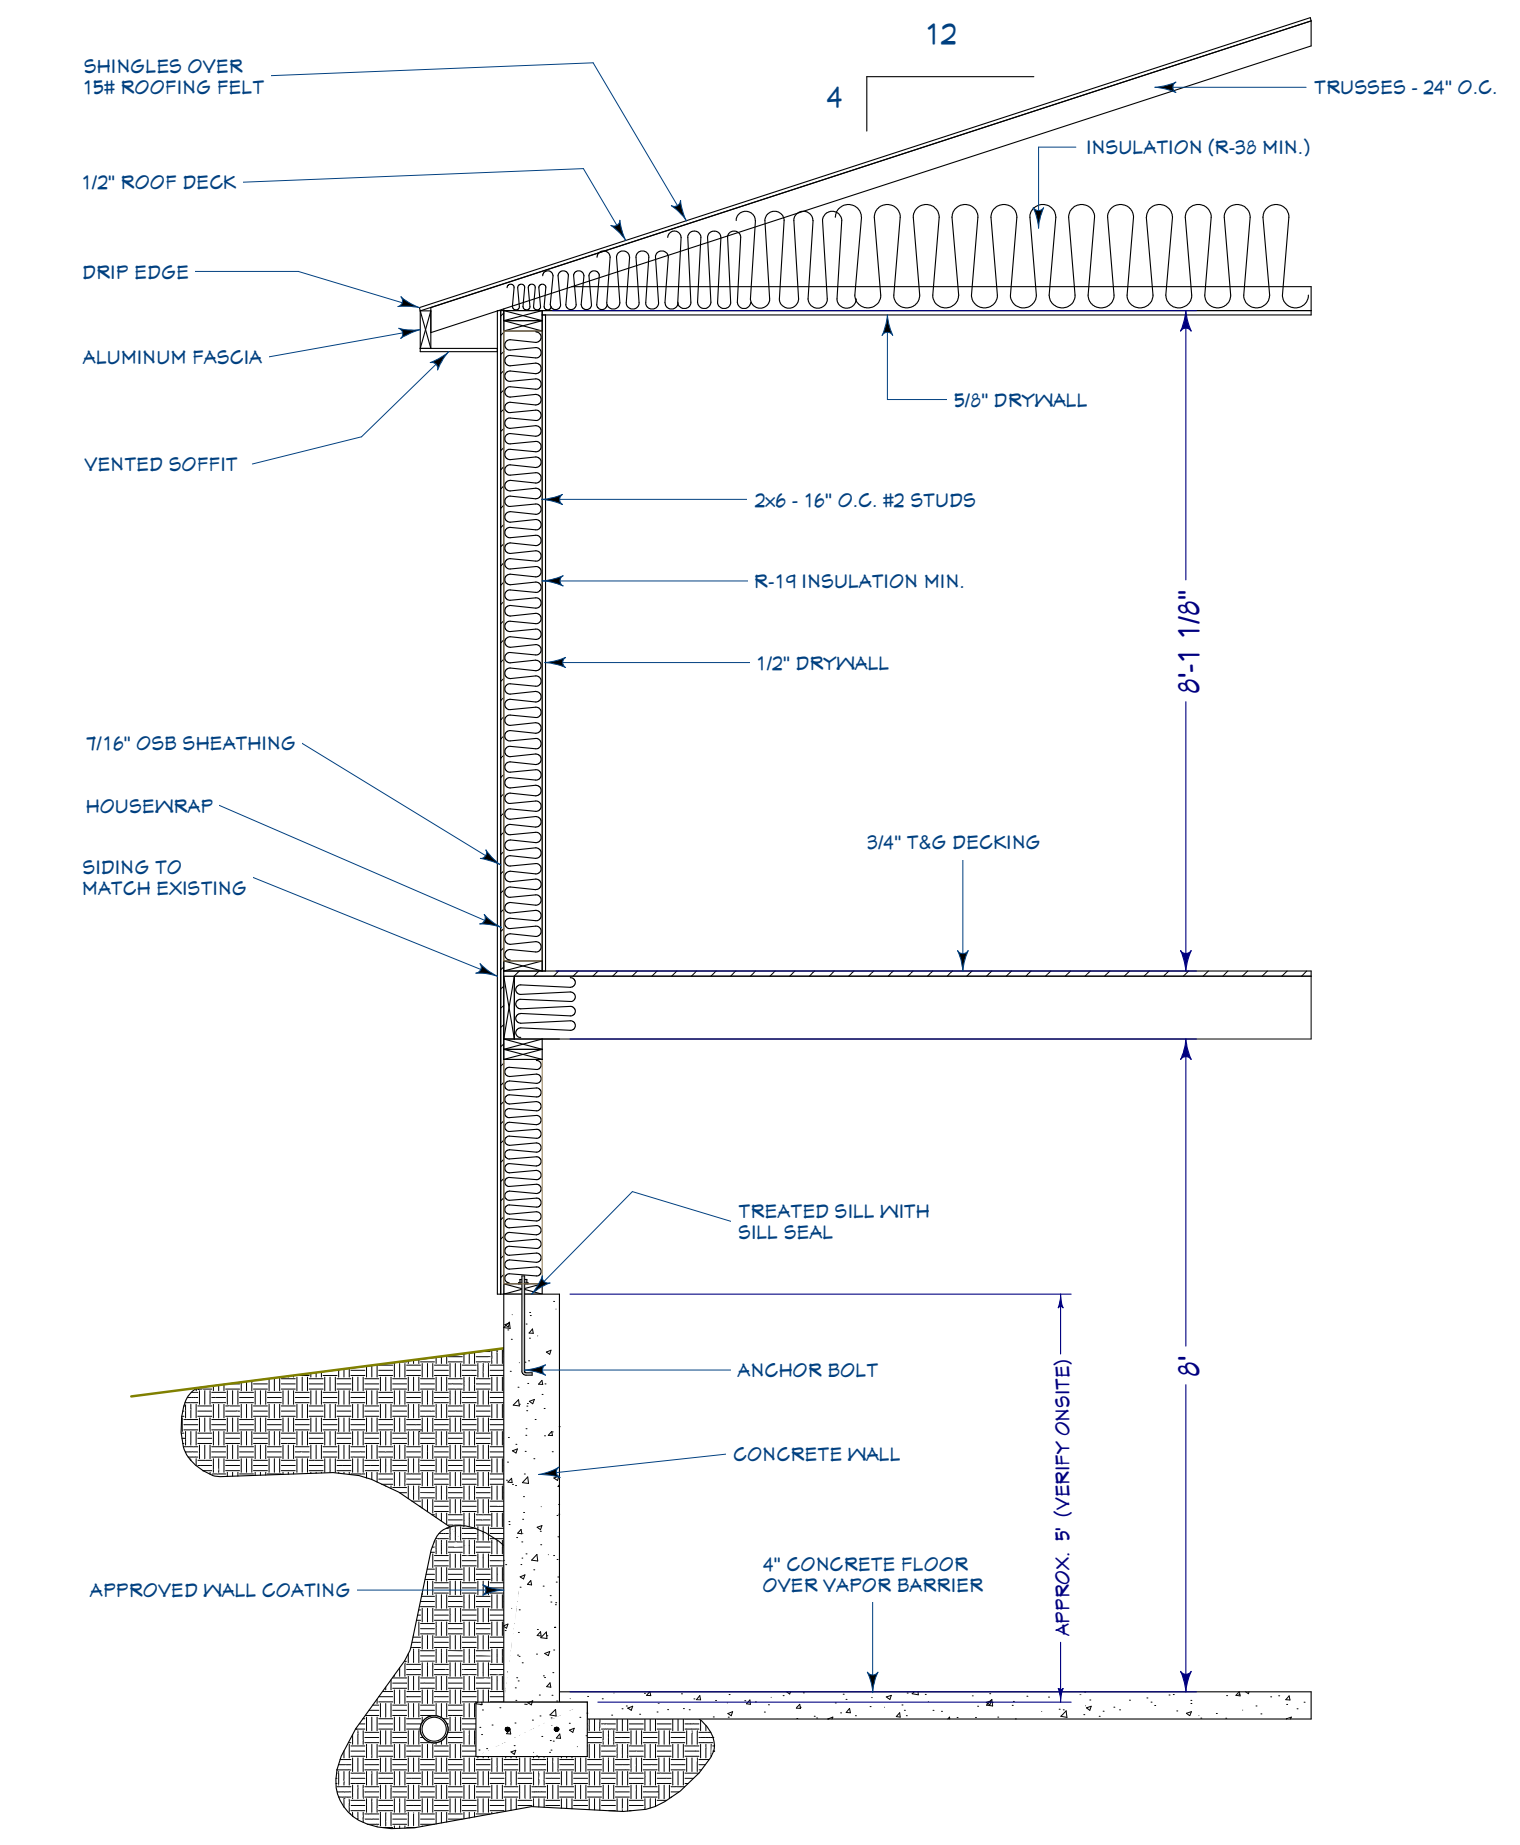 12
SHINGLES OVER
15# ROOFING FELT
4
TRUSSES - 24" O.C.
INSULATION (R-38 MIN.)
1/2" ROOF DECK
DRIP EDGE
ALUMINUM FASCIA
5/8" DRYWALL
VENTED SOFFIT
2x6 - 16" O.C. #2 STUDS
R-19 INSULATION MIN.
8'-1 1/8"
1/2" DRYWALL
7/16" OSB SHEATHING
HOUSEWRAP
3/4" T&G DECKING
SIDING TO
MATCH EXISTING
TREATED SILL WITH
SILL SEAL
ANCHOR BOLT
8'
CONCRETE WALL
APPROX. 5' (VERIFY ONSITE)
4" CONCRETE FLOOR
OVER VAPOR BARRIER
APPROVED WALL COATING